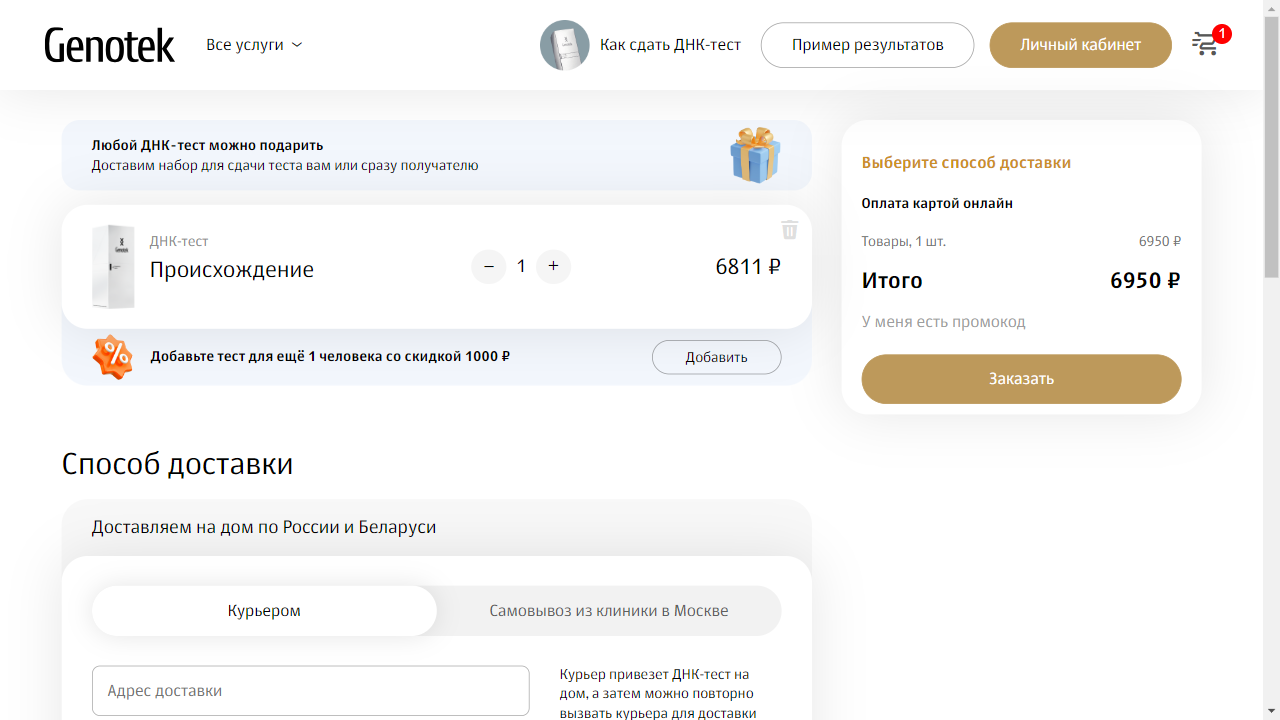 Genotek
Все услуги
Как сдать ДНК-тест
Пример результатов
Личный кабинет
1
Любой ДНК-тест можно подарить
Доставим набор для сдачи теста вам или сразу получателю
Genotek
ДНК-тест
Происхождение
− 1 +
6811 ₽
%
Добавьте тест для ещё 1 человека со скидкой 1000 ₽
Добавить
Выберите способ доставки
Оплата картой онлайн
Товары, 1 шт. 6950 ₽
Итого 6950 ₽
У меня есть промокод
Заказать
Способ доставки
Доставляем на дом по России и Беларуси
Курьером
Самовывоз из клиники в Москве
Адрес доставки
Курьер привезет ДНК-тест на
дом, а затем можно повторно
вызвать курьера для доставки